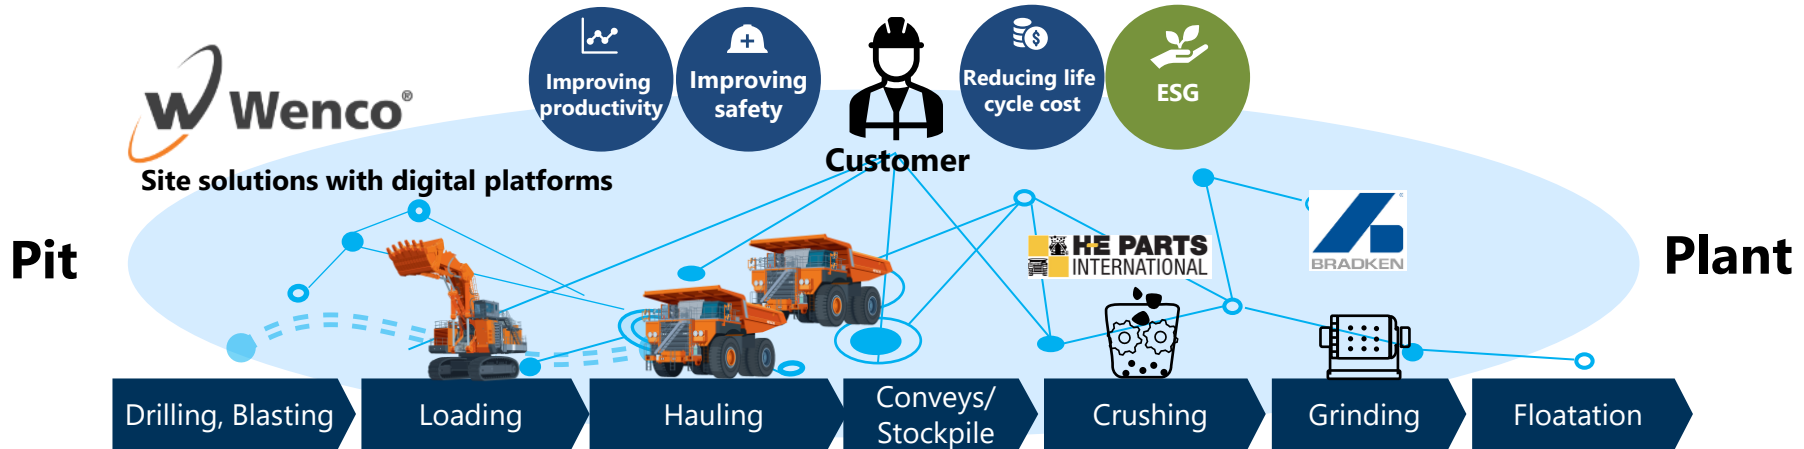 Improving
productivity
Improving
safety
Reducing life
cycle cost
ESG
Wenco®
Customer
Site solutions with digital platforms
Pit
Plant
H-E PARTS
INTERNATIONAL
BRADKEN
Drilling, Blasting
Loading
Hauling
Conveys/
Stockpile
Crushing
Grinding
Floatation